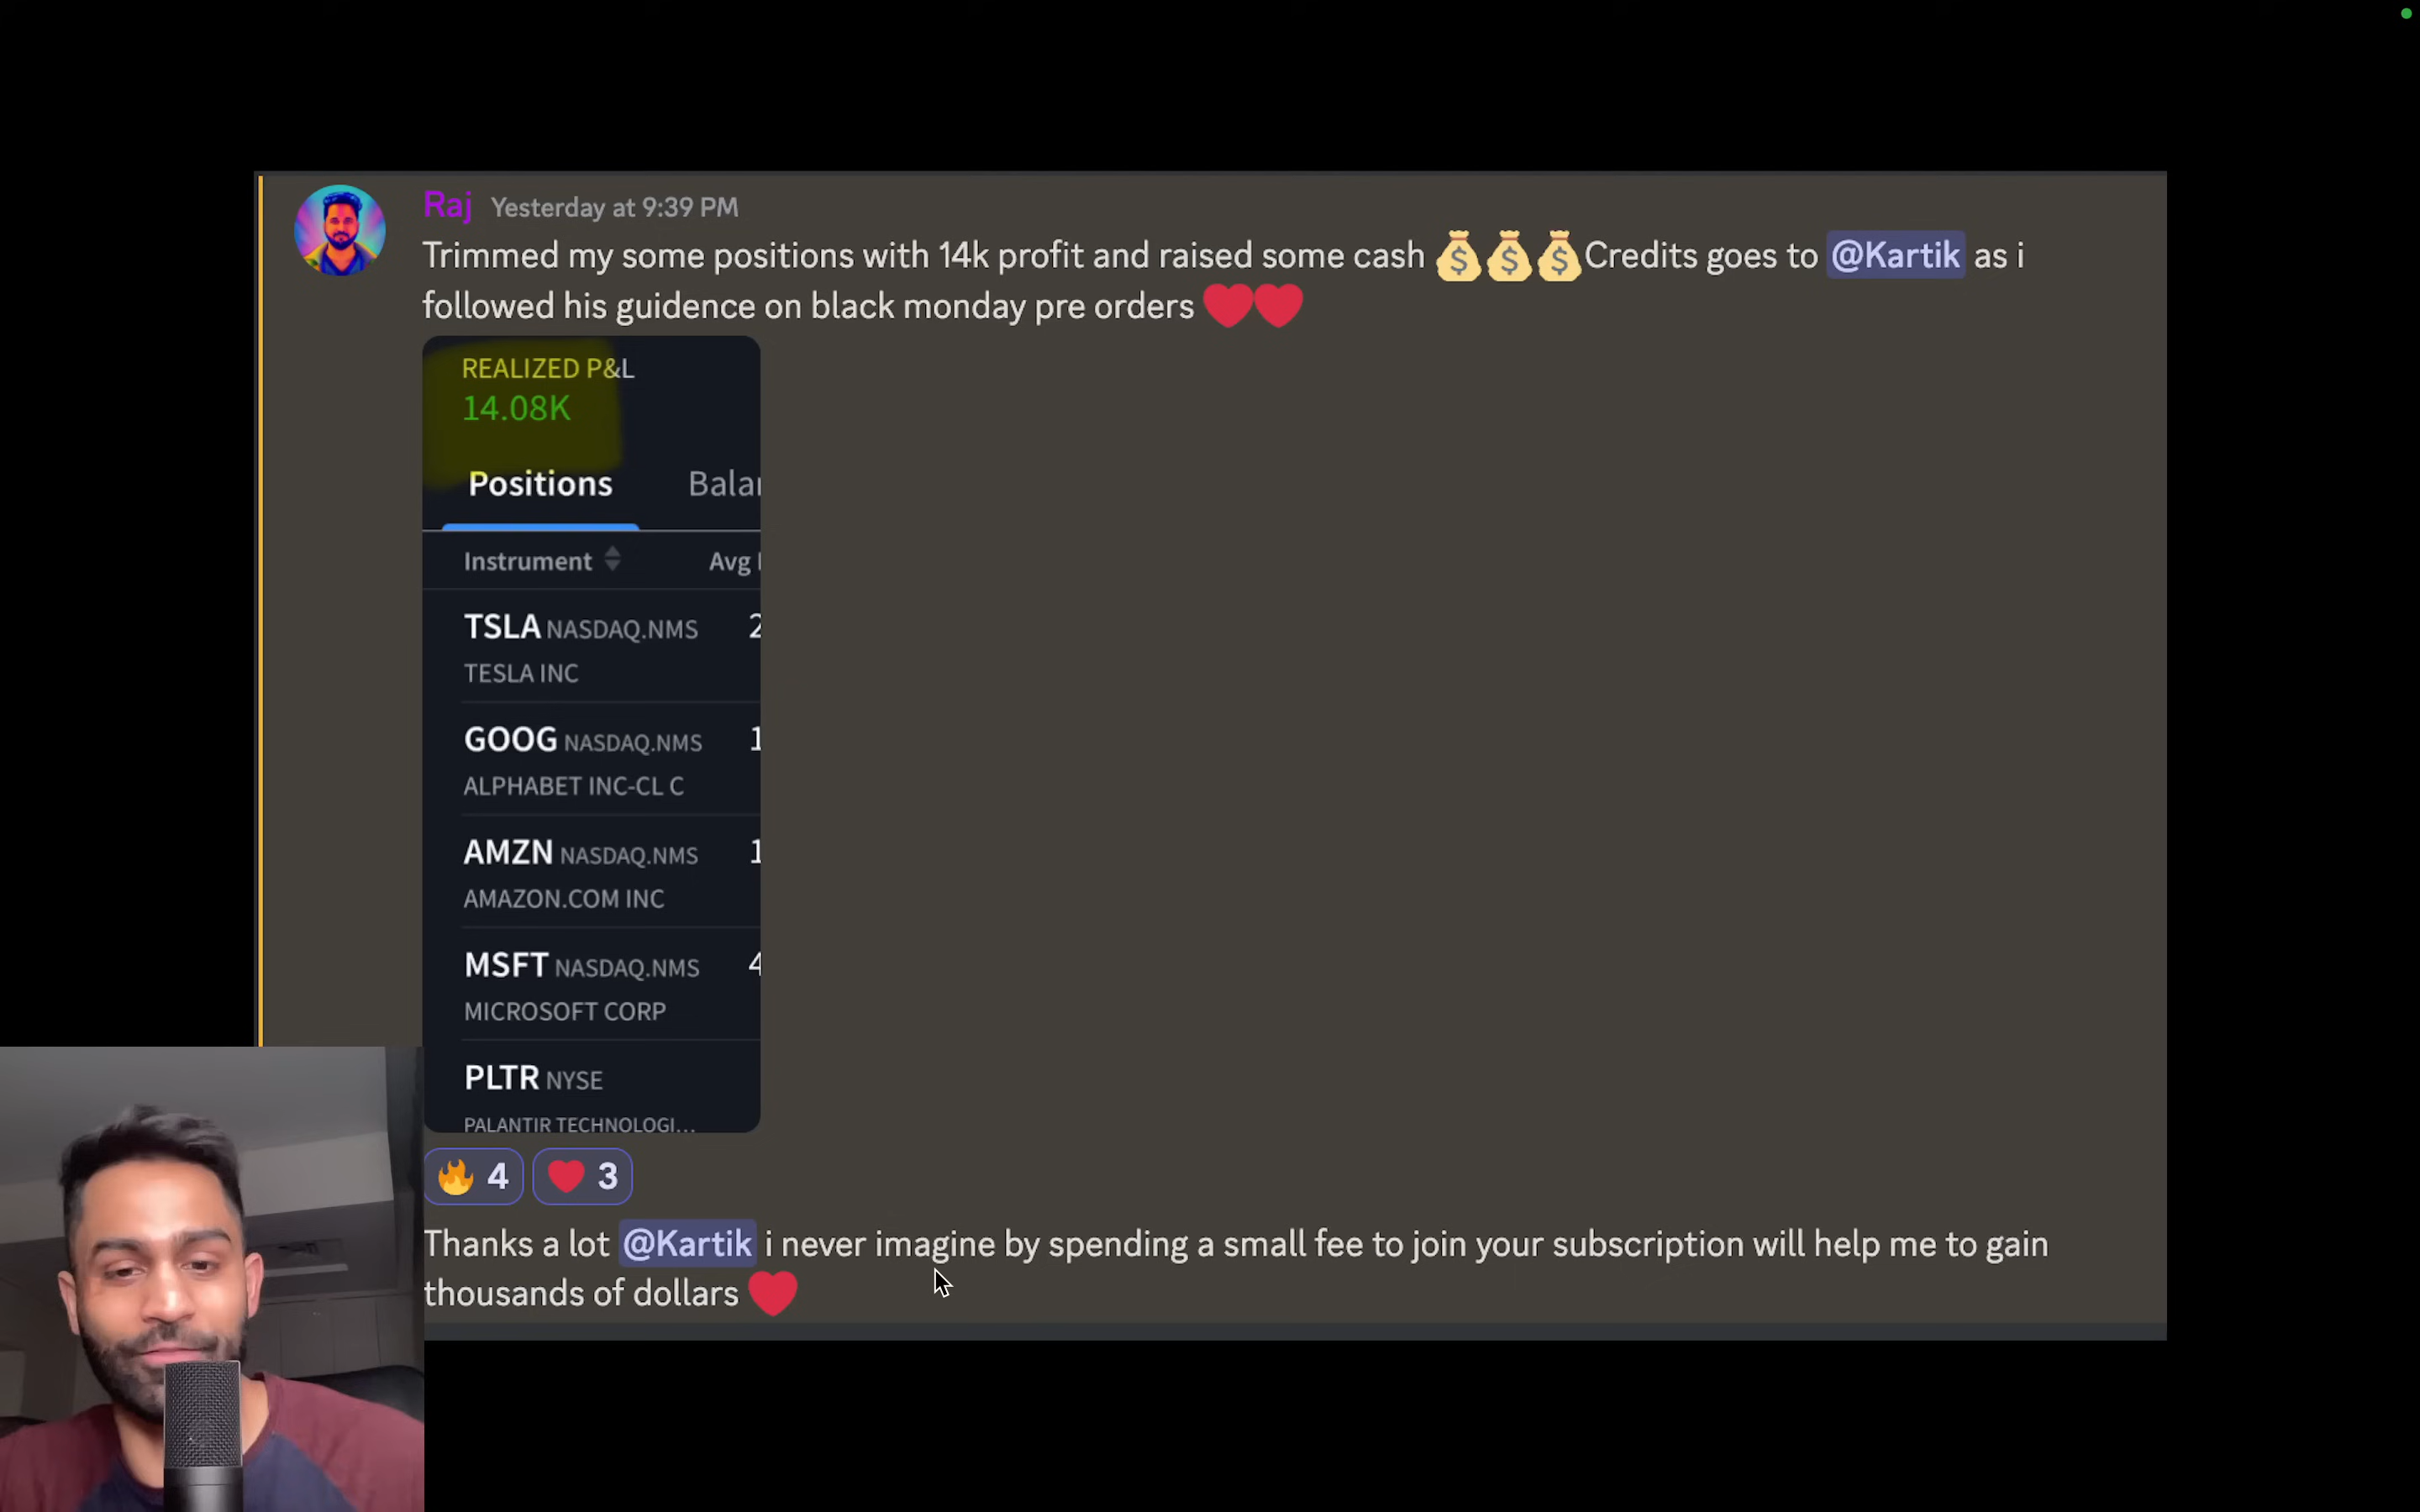 Raj Yesterday at 9:39 PM
Trimmed my some positions with 14k profit and raised some cash 💰💰💰Credits goes to @Kartik as i
followed his guidence on black monday pre orders ❤️❤️
REALIZED P&L
14.08K
Positions Balan
Instrument Avg
TSLA NASDAQ.NMS 2
TESLA INC
GOOG NASDAQ.NMS 1
ALPHABET INC-CL C
AMZN NASDAQ.NMS 1
AMAZON.COM INC
MSFT NASDAQ.NMS 4
MICROSOFT CORP
PLTR NYSE
PALANTIR TECHNOLOGI...
🔥 4 ❤️ 3
Thanks a lot @Kartik i never imagine by spending a small fee to join your subscription will help me to gain
thousands of dollars ❤️